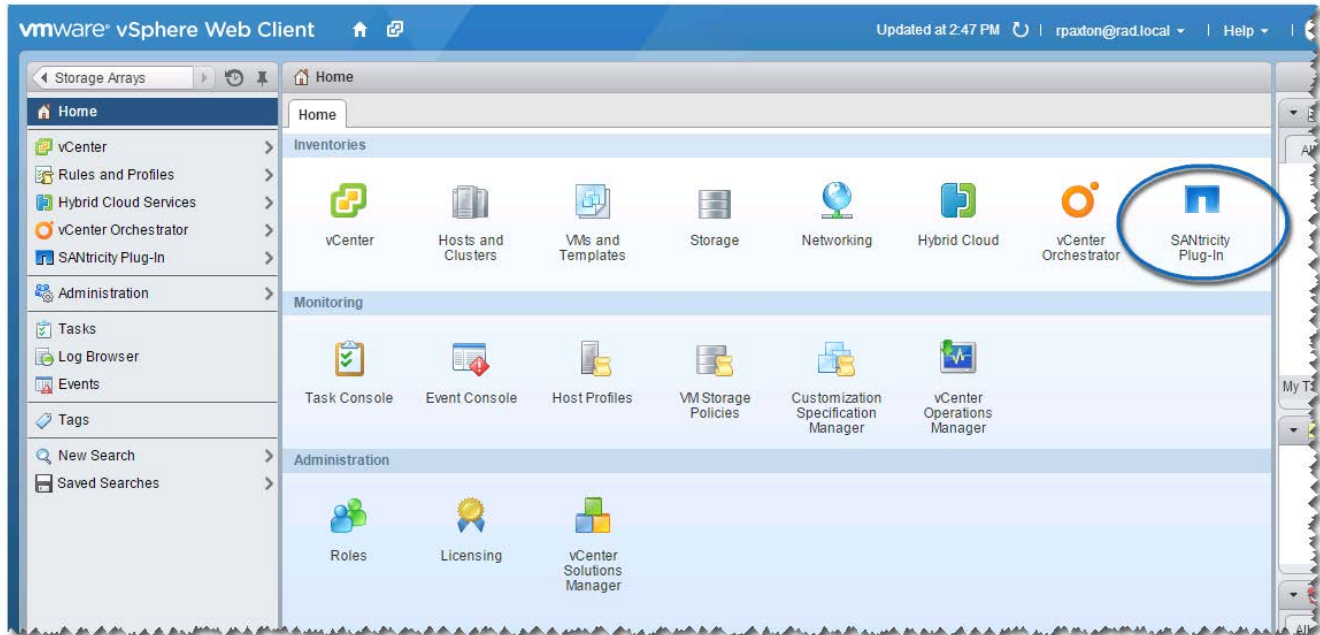 vmware® vSphere Web Client
Updated at 2:47 PM
rpaxton@rad.local
Help
Storage Arrays
Home
vCenter
Rules and Profiles
Hybrid Cloud Services
vCenter Orchestrator
SANtricity Plug-In
Administration
Tasks
Log Browser
Events
Tags
New Search
Saved Searches
Home
Home
Inventories
vCenter
Hosts and
Clusters
VMs and
Templates
Storage
Networking
Hybrid Cloud
vCenter
Orchestrator
SANtricity
Plug-In
Monitoring
Task Console
Event Console
Host Profiles
VM Storage
Policies
Customization
Specification
Manager
vCenter
Operations
Manager
Administration
Roles
Licensing
vCenter
Solutions
Manager
My